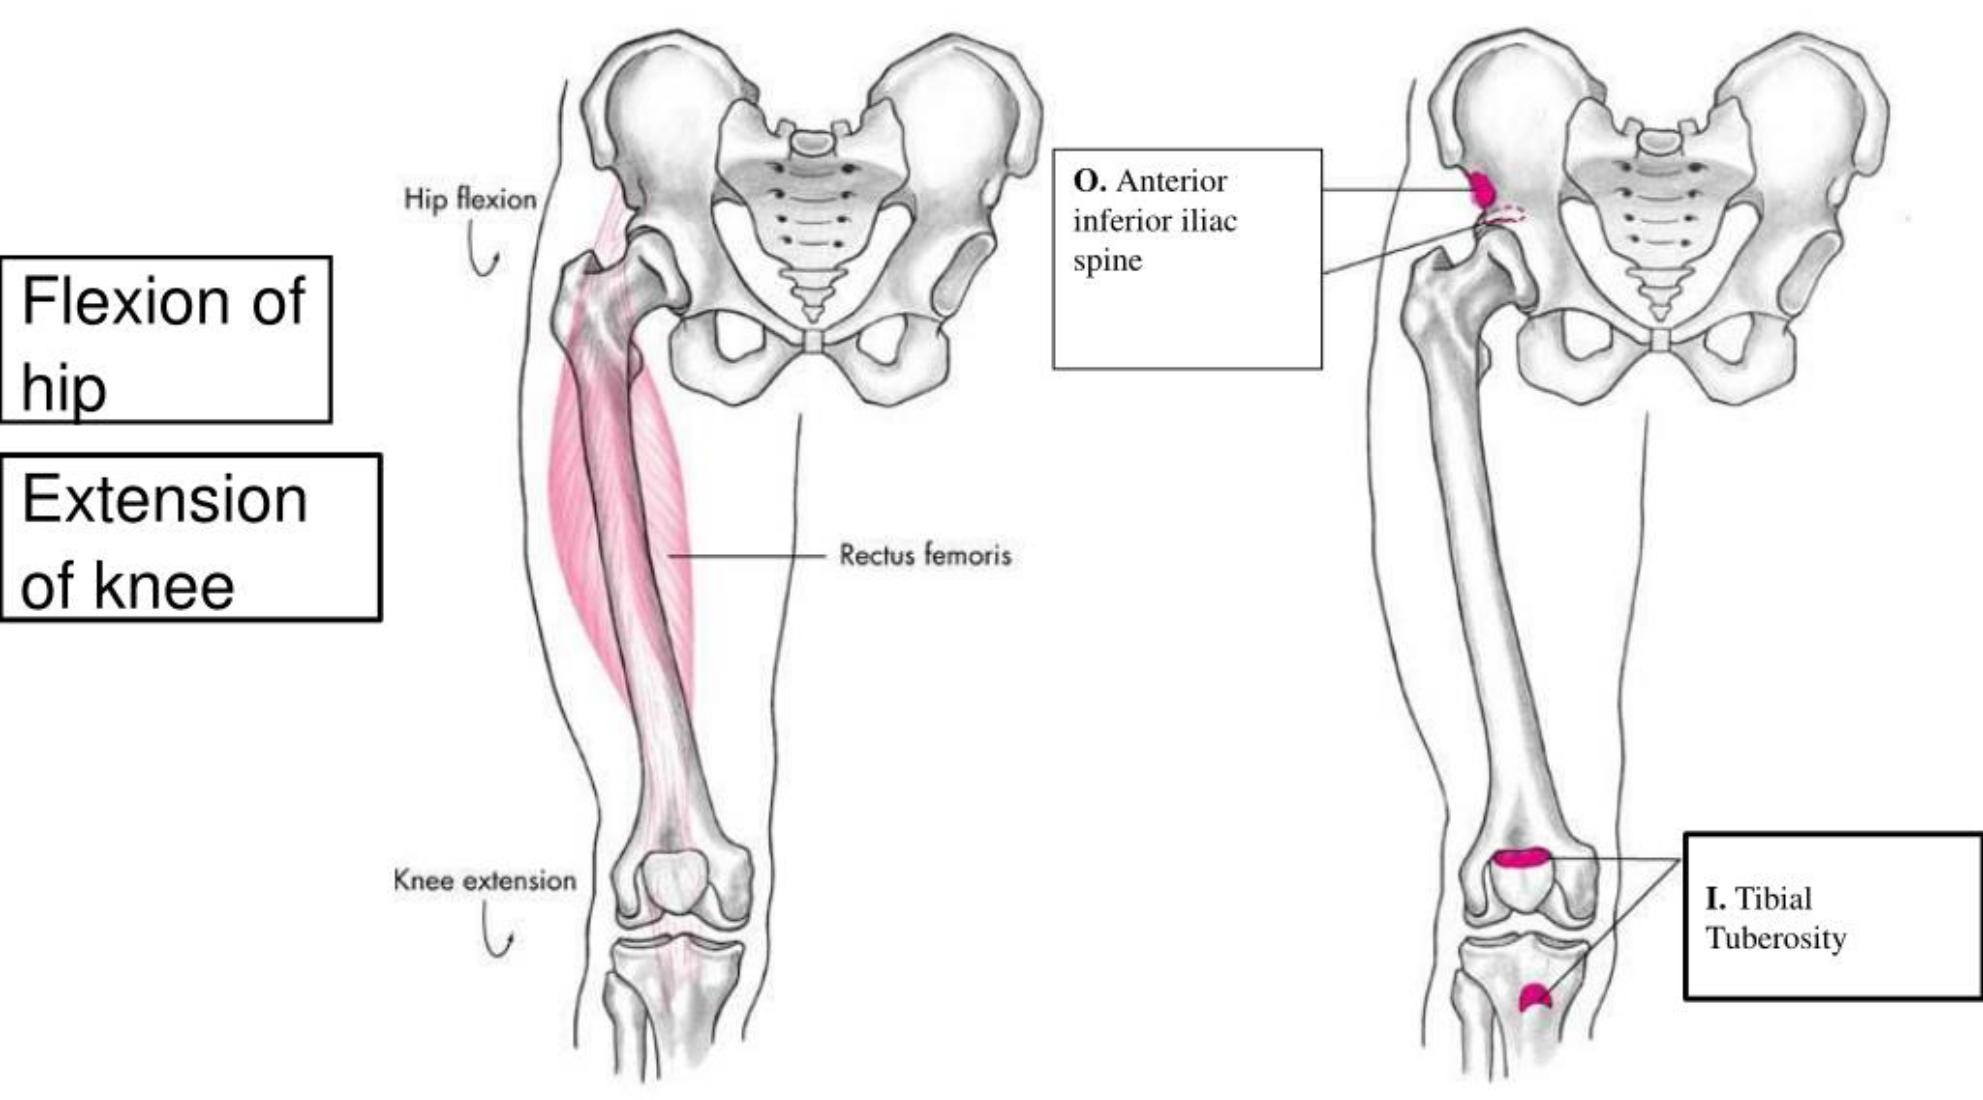 Flexion of
hip
Extension
of knee
Hip flexion
Rectus femoris
Knee extension
O. Anterior
inferior iliac
spine
I. Tibial
Tuberosity